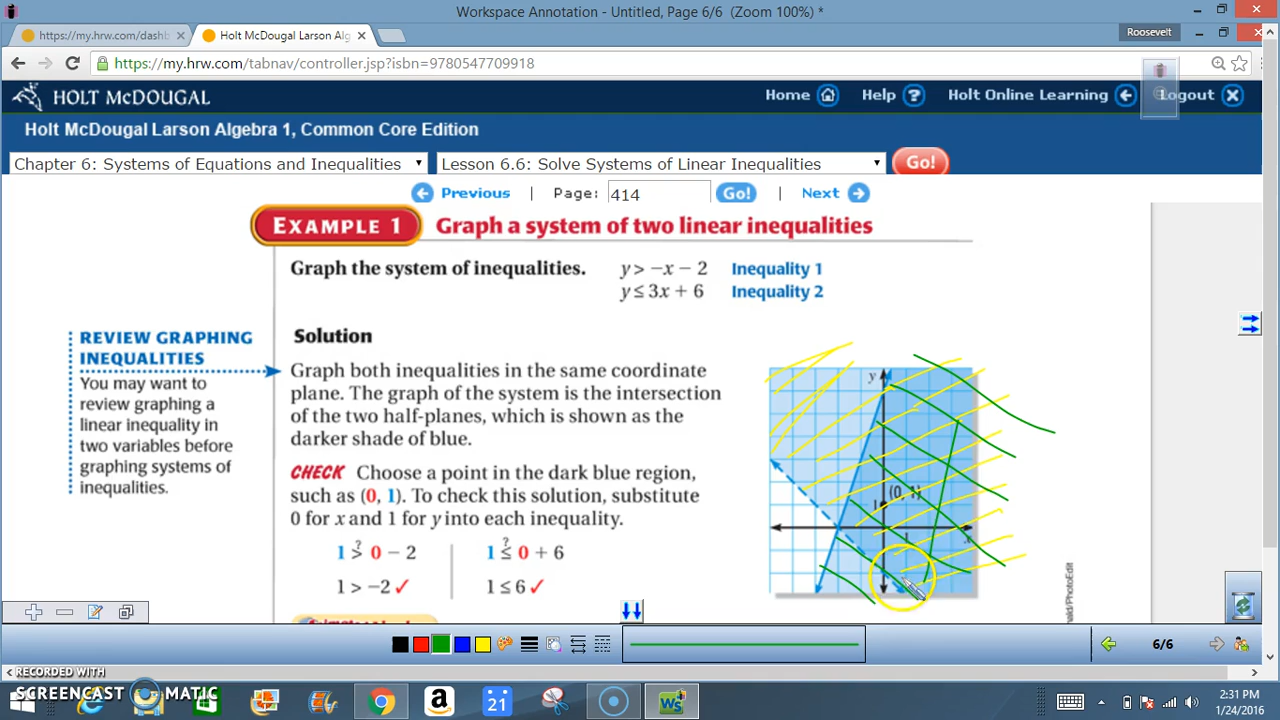 Workspace Annotation - Untitled, Page 6/6 (Zoom 100%) *
https://my.hrw.com/dashb
Holt McDougal Larson Alg
Roosevelt
https://my.hrw.com/tabnav/controller.jsp?isbn=9780547709918
HOLT MCDOUGAL
Home
Help ?
Holt Online Learning
Logout
Holt McDougal Larson Algebra 1, Common Core Edition
Chapter 6: Systems of Equations and Inequalities
Lesson 6.6: Solve Systems of Linear Inequalities
Go!
Previous | Page: 414 Go! | Next
EXAMPLE 1 Graph a system of two linear inequalities
Graph the system of inequalities. y > −x − 2 Inequality 1
y ≤ 3x + 6 Inequality 2
REVIEW GRAPHING
INEQUALITIES
You may want to
review graphing a
linear inequality in
two variables before
graphing systems of
inequalities.
Solution
Graph both inequalities in the same coordinate
plane. The graph of the system is the intersection
of the two half-planes, which is shown as the
darker shade of blue.
CHECK Choose a point in the dark blue region,
such as (0, 1). To check this solution, substitute
0 for x and 1 for y into each inequality.
1 >? 0 − 2
1 ≤? 0 + 6
1 > −2 ✓
1 ≤ 6 ✓
y
(0, 1)
1
1
x
ald/PhotoEdit
6/6
RECORDED WITH
SCREENCAST MATIC
a
21
Ws
2:31 PM
1/24/2016